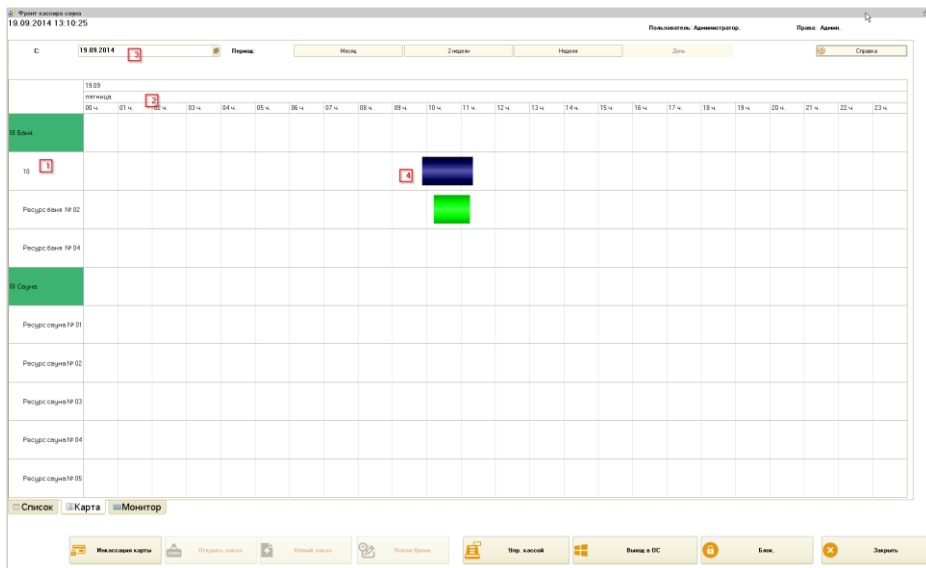 Фронт кассира сауна
19.09.2014 13:10:25
Пользователь: Администратор. Права: Админ.
С: 19.09.2014 3 Период: Месяц 2 недели Неделя День Справка
19.09
пятница 2
00 ч. 01 ч. 02 ч. 03 ч. 04 ч. 05 ч. 06 ч. 07 ч. 08 ч. 09 ч. 10 ч. 11 ч. 12 ч. 13 ч. 14 ч. 15 ч. 16 ч. 17 ч. 18 ч. 19 ч. 20 ч. 21 ч. 22 ч. 23 ч.
Баня
10 1 4
Ресурс баня № 02
Ресурс баня № 04
Сауна
Ресурс сауна № 01
Ресурс сауна № 02
Ресурс сауна № 03
Ресурс сауна № 04
Ресурс сауна № 05
Список Карта Монитор
Инкассация карты Открыть заказ Новый заказ Новая бронь Упр. кассой Выход в ОС Блок. Закрыть